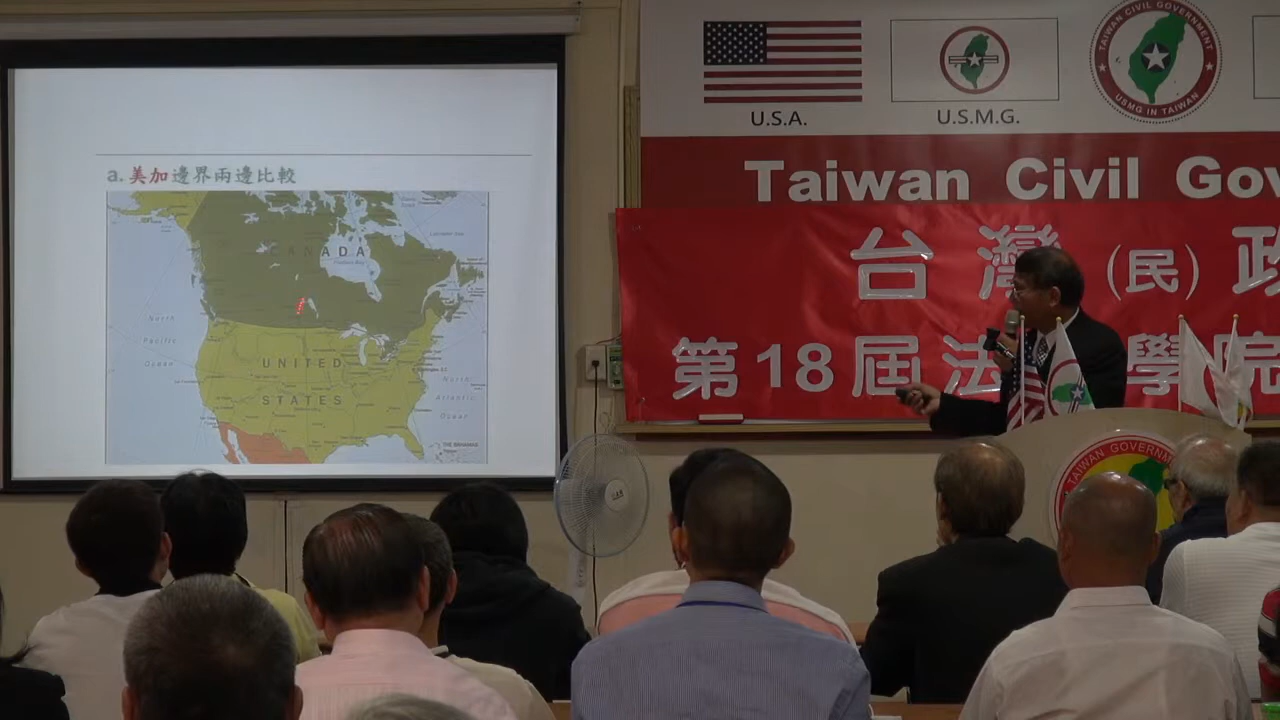 a. 美加邊界兩邊比較
CANADA
UNITED
STATES
North
Pacific
Ocean
North
Atlantic
Ocean
THE BAHAMAS
U.S.A.
U.S.M.G.
TAIWAN CIVIL GOVERNMENT
USMG IN TAIWAN
Taiwan Civil Gov
台灣(民)政
第18屆法學院
TAIWAN GOVERNMENT